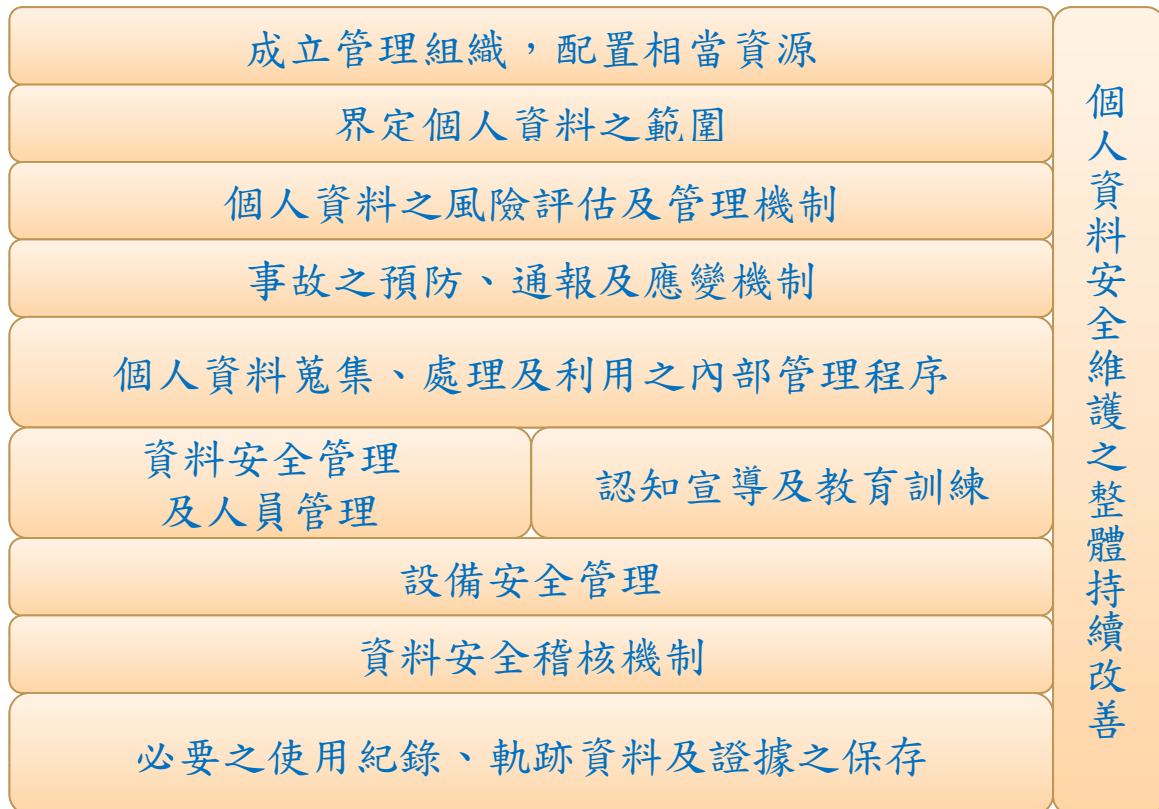 成立管理組織，配置相當資源
界定個人資料之範圍
個人資料之風險評估及管理機制
事故之預防、通報及應變機制
個人資料蒐集、處理及利用之內部管理程序
資料安全管理
及人員管理
認知宣導及教育訓練
設備安全管理
資料安全稽核機制
必要之使用紀錄、軌跡資料及證據之保存
個人資料安全維護之整體持續改善